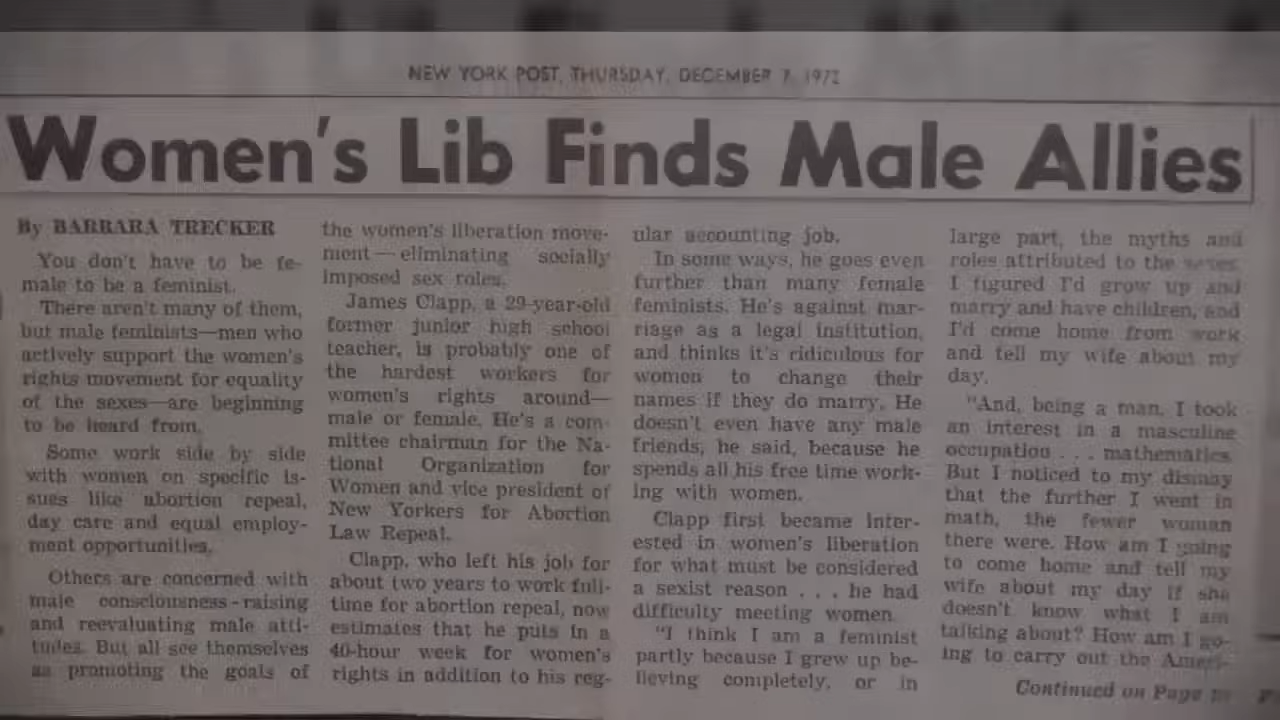 NEW YORK POST, THURSDAY, DECEMBER 7, 1972
Women's Lib Finds Male Allies
By BARBARA TRECKER
You don't have to be fe-
male to be a feminist.
There aren't many of them,
but male feminists—men who
actively support the women's
rights movement for equality
of the sexes—are beginning
to be heard from.
Some work side by side
with women on specific is-
sues like abortion repeal,
day care and equal employ-
ment opportunities.
Others are concerned with
male consciousness-raising
and reevaluating male atti-
tudes. But all see themselves
as promoting the goals of
the women's liberation move-
ment—eliminating socially
imposed sex roles.
James Clapp, a 29-year-old
former junior high school
teacher, is probably one of
the hardest workers for
women's rights around—
male or female. He's a com-
mittee chairman for the Na-
tional Organization for
Women and vice president of
New Yorkers for Abortion
Law Repeal.
Clapp, who left his job for
about two years to work full-
time for abortion repeal, now
estimates that he puts in a
40-hour week for women's
rights in addition to his reg-
ular accounting job.
In some ways, he goes even
further than many female
feminists. He's against mar-
riage as a legal institution,
and thinks it's ridiculous for
women to change their
names if they do marry. He
doesn't even have any male
friends, he said, because he
spends all his free time work-
ing with women.
Clapp first became inter-
ested in women's liberation
for what must be considered
a sexist reason . . . he had
difficulty meeting women.
"I think I am a feminist
partly because I grew up be-
lieving completely, or in
large part, the myths and
roles attributed to the sexes.
I figured I'd grow up and
marry and have children, and
I'd come home from work
and tell my wife about my
day.
"And, being a man, I took
an interest in a masculine
occupation . . . mathematics.
But I noticed to my dismay
that the further I went in
math, the fewer woman
there were. How am I going
to come home and tell my
wife about my day if she
doesn't know what I am
talking about? How am I go-
ing to carry out the Ameri-
Continued on Page